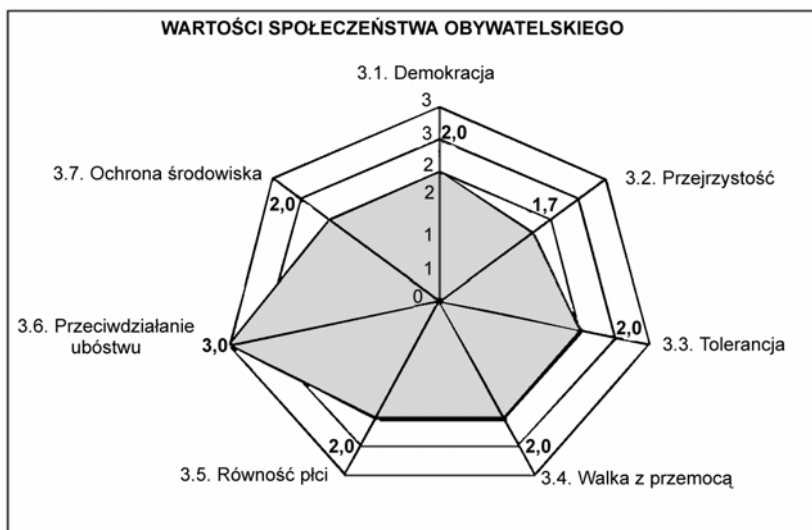 WARTOŚCI SPOŁECZEŃSTWA OBYWATELSKIEGO
3.1. Demokracja
3
3
2,0
2
2
1
1
0
3.2. Przejrzystość
1,7
3.3. Tolerancja
2,0
3.4. Walka z przemocą
2,0
3.5. Równość płci
2,0
3.6. Przeciwdziałanie
ubóstwu
3,0
3.7. Ochrona środowiska
2,0